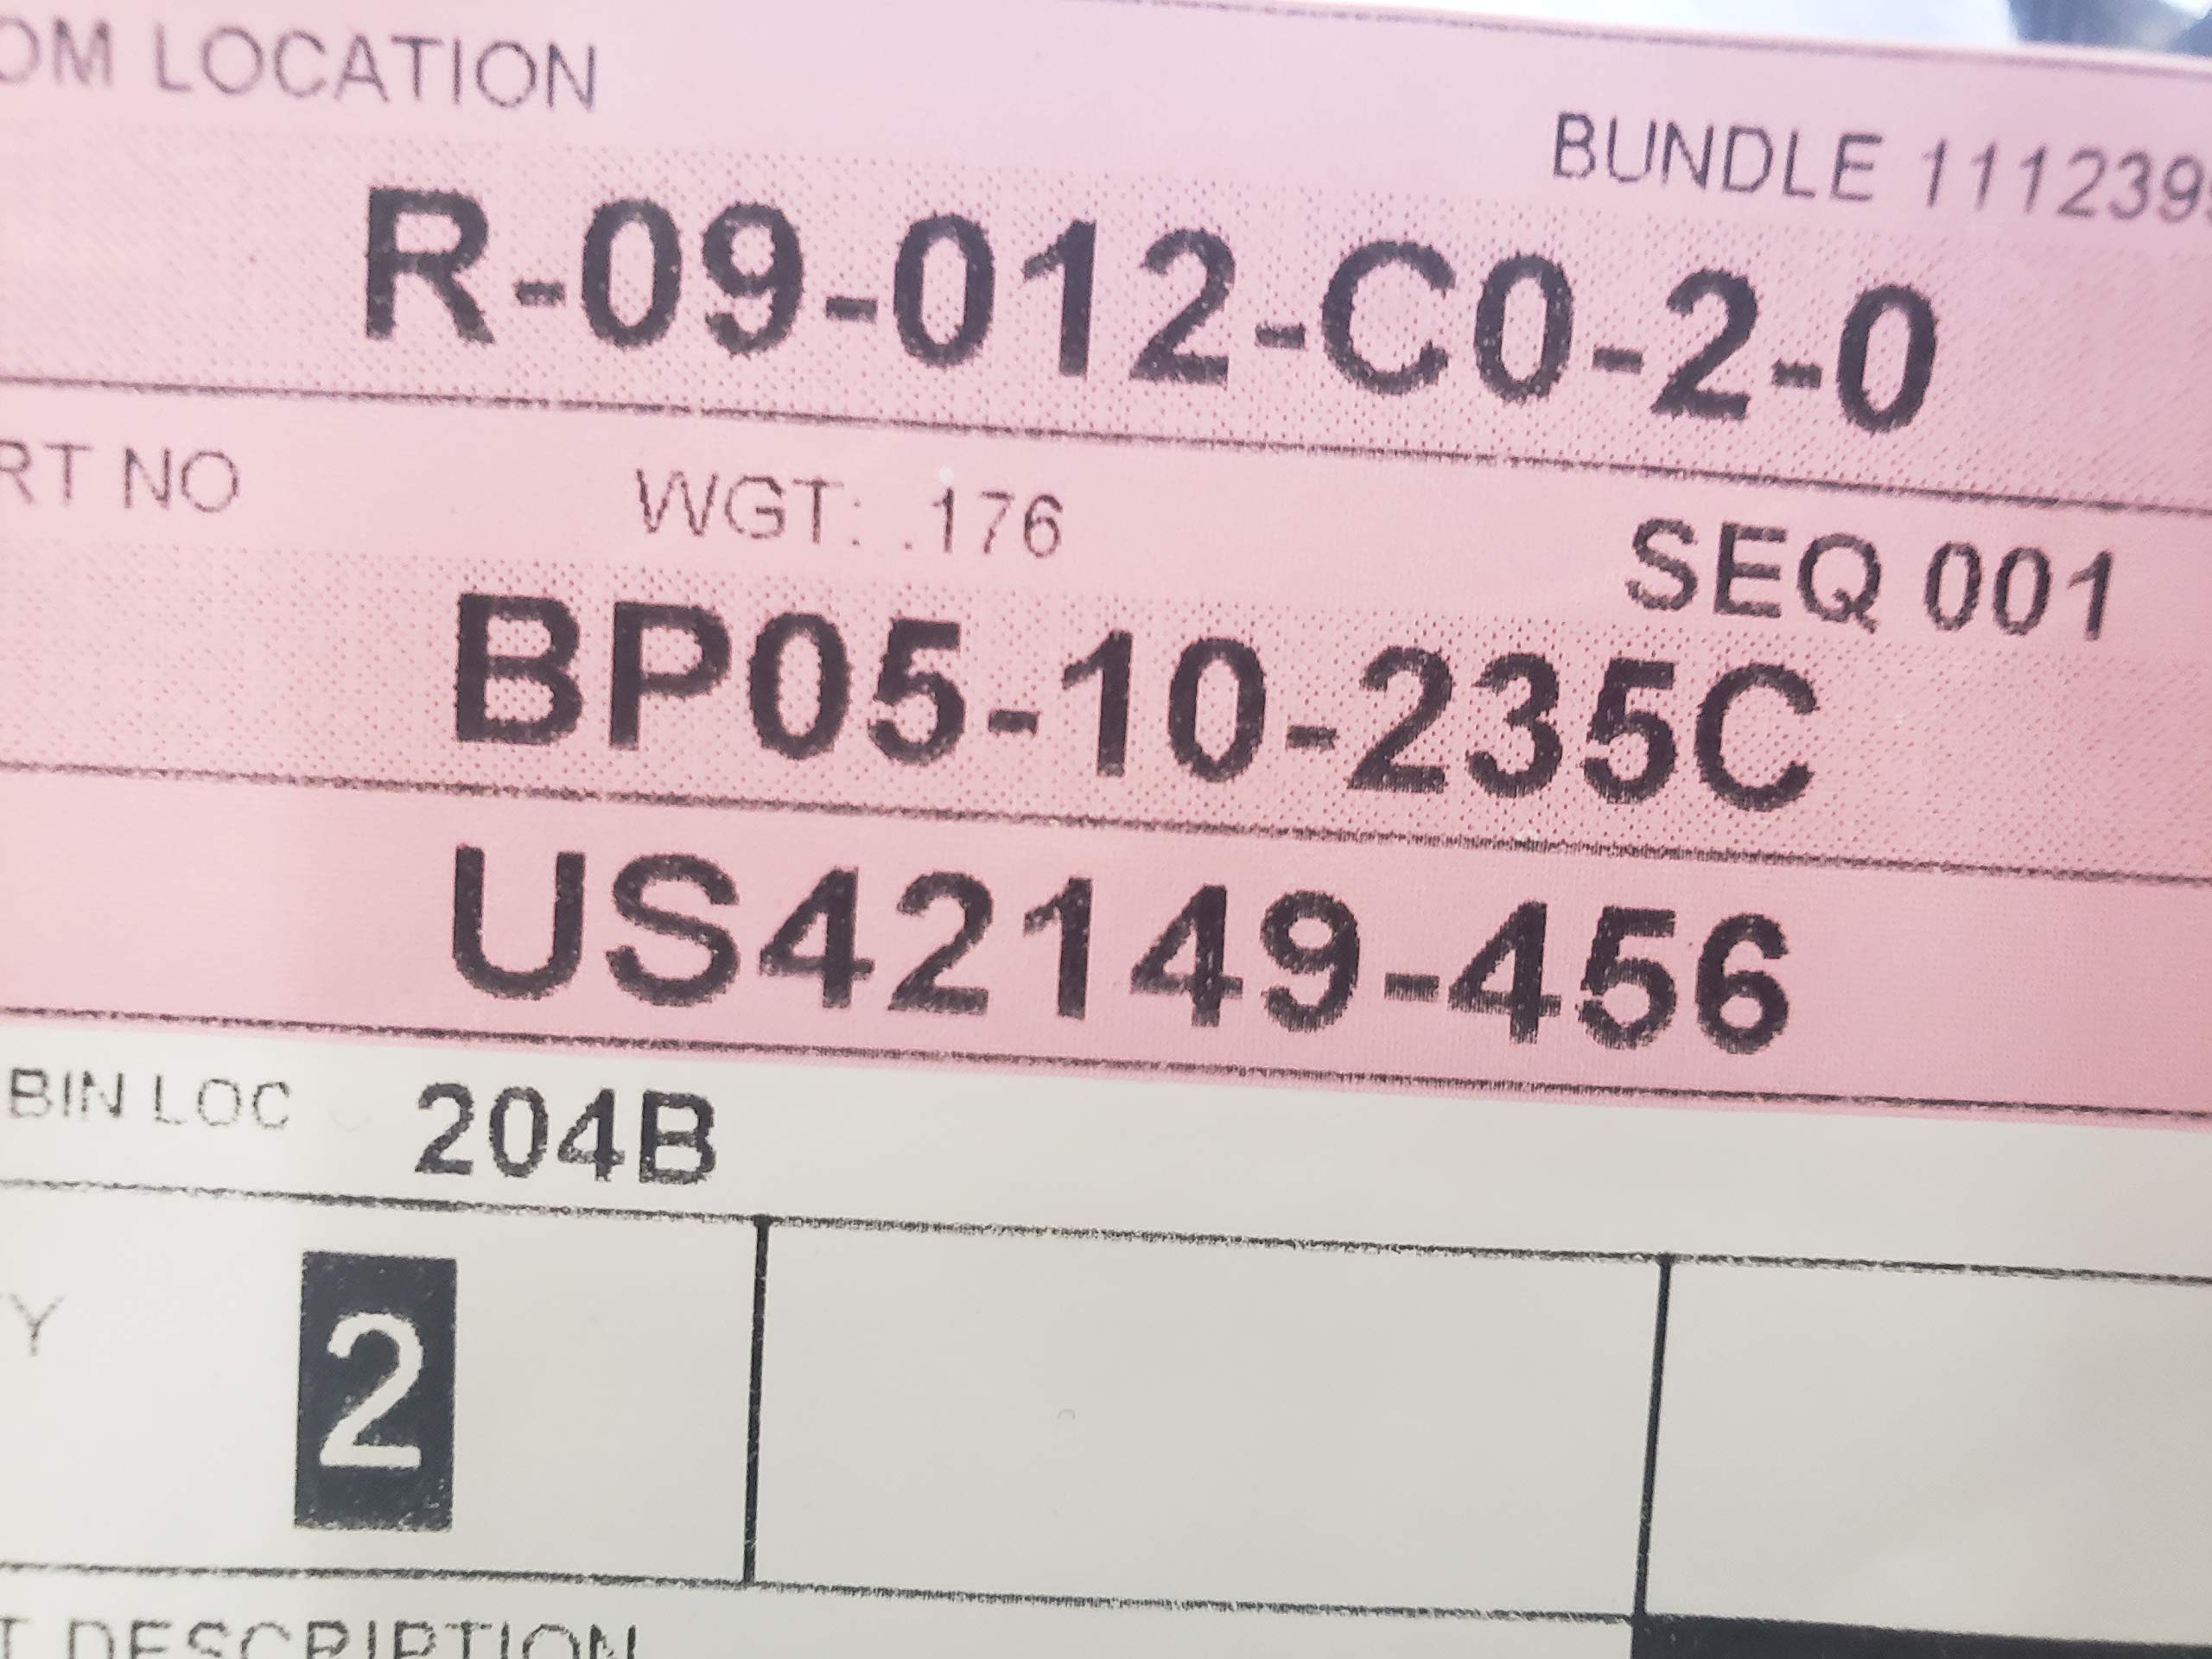 OM LOCATION
BUNDLE 111239
R-09-012-C0-2-0
RT NO WGT: .176 SEQ 001
BP05-10-235C
US42149-456
BIN LOC 204B
Y 2
T DESCRIPTION